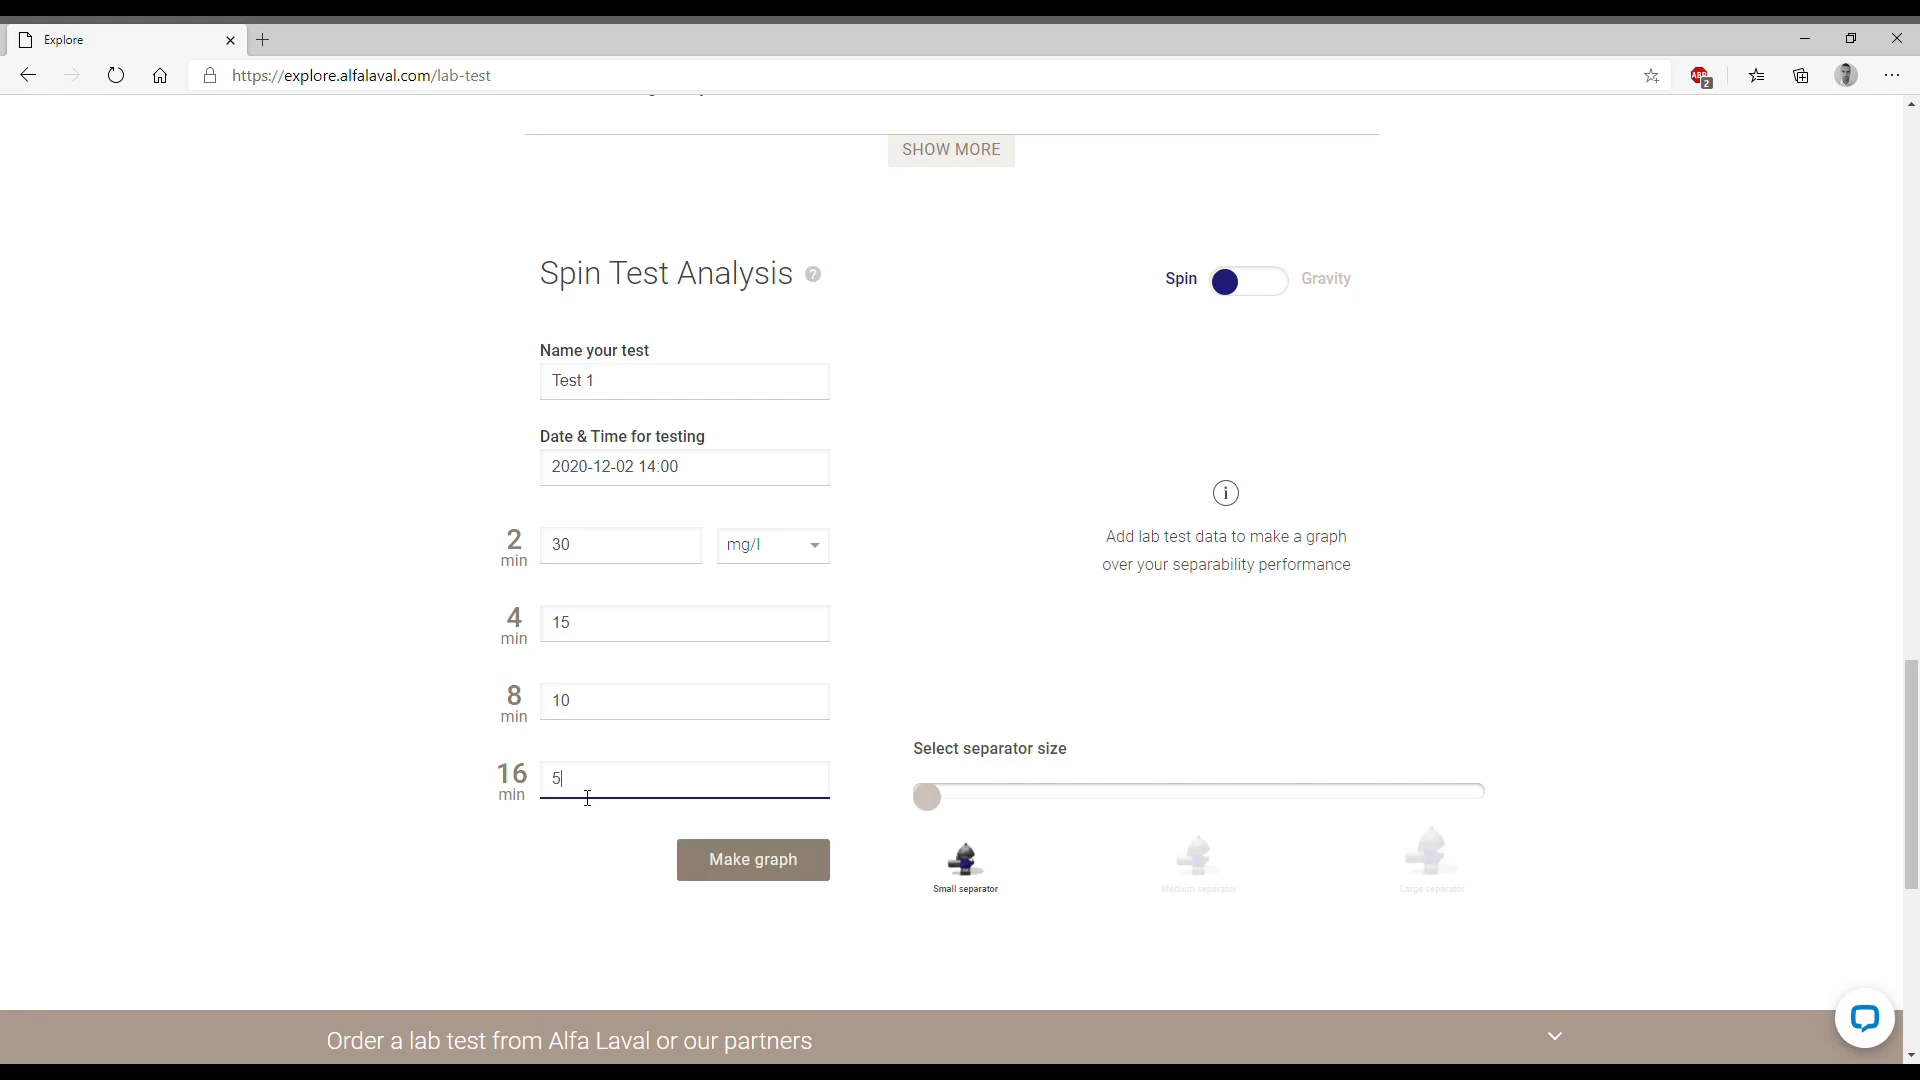 Explore
https://explore.alfalaval.com/lab-test
ABP
2
SHOW MORE
Spin Test Analysis ?
Spin
Gravity
Name your test
Test 1
Date & Time for testing
2020-12-02 14:00
2
min
30
mg/l
4
min
15
8
min
10
16
min
5
Make graph
i
Add lab test data to make a graph
over your separability performance
Select separator size
Small separator
Medium separator
Large separator
Order a lab test from Alfa Laval or our partners